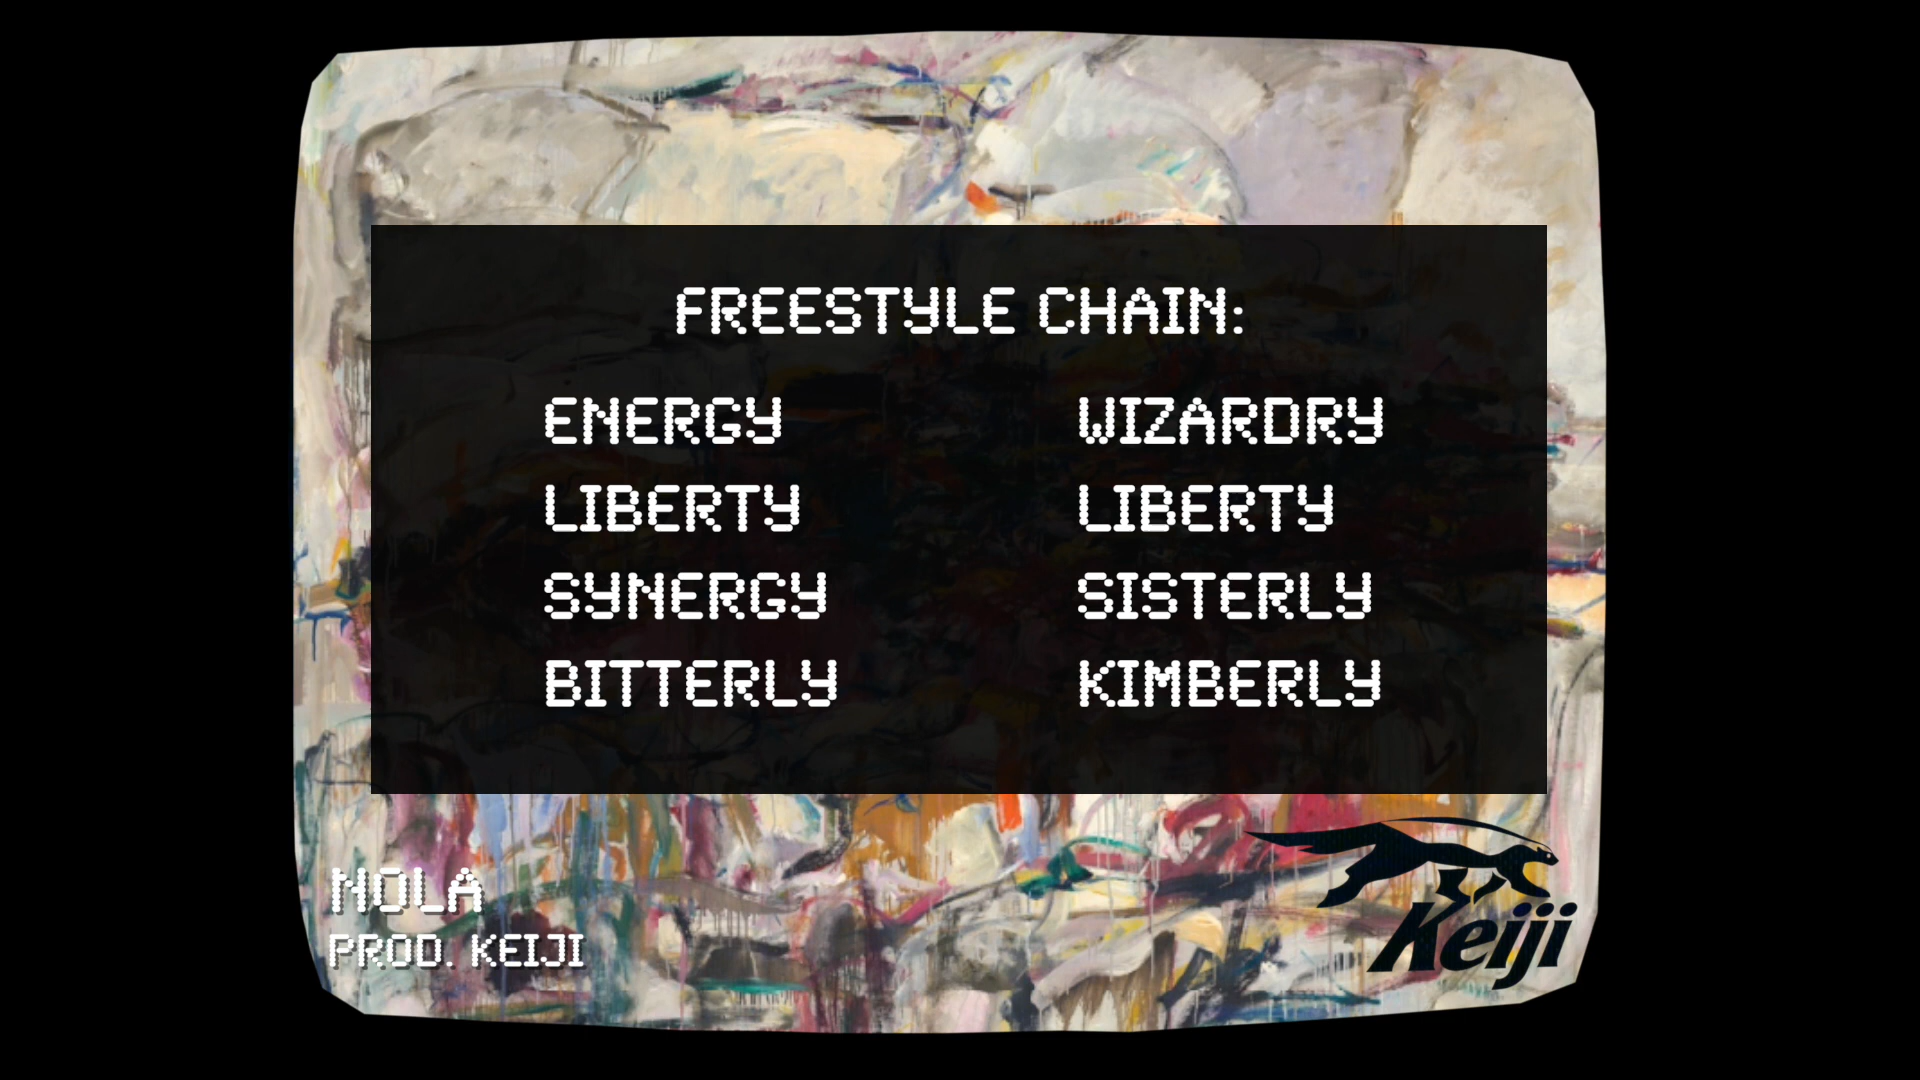 FREESTYLE CHAIN:
ENERGY
LIBERTY
SYNERGY
BITTERLY
WIZARDRY
LIBERTY
SISTERLY
KIMBERLY
NOLA
PROD. KEIJI
Keiji